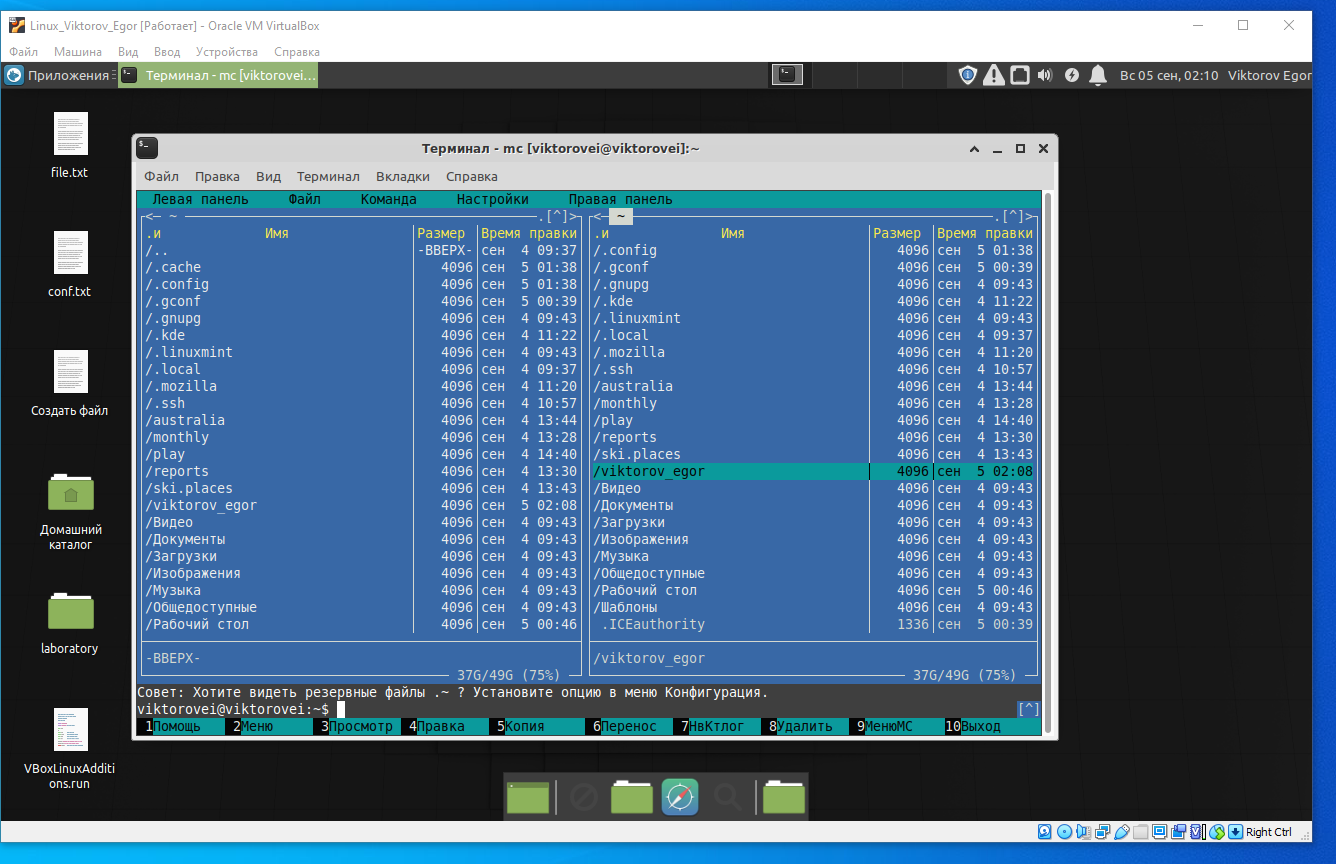 Linux_Viktorov_Egor [Работает] - Oracle VM VirtualBox
Файл Машина Вид Ввод Устройства Справка
Приложения Терминал - mc [viktorovei... Вс 05 сен, 02:10 Viktorov Egor
file.txt
conf.txt
Создать файл
Домашний
каталог
laboratory
VBoxLinuxAdditi
ons.run
Терминал - mc [viktorovei@viktorovei]:~
Файл Правка Вид Терминал Вкладки Справка
Левая панель Файл Команда Настройки Правая панель
<─ ~ .[^]>
.и Имя Размер Время правки
/.. -ВВЕРХ- сен 4 09:37
/.cache 4096 сен 5 01:38
/.config 4096 сен 5 01:38
/.gconf 4096 сен 5 00:39
/.gnupg 4096 сен 4 09:43
/.kde 4096 сен 4 11:22
/.linuxmint 4096 сен 4 09:43
/.local 4096 сен 4 09:37
/.mozilla 4096 сен 4 11:20
/.ssh 4096 сен 4 10:57
/australia 4096 сен 4 13:44
/monthly 4096 сен 4 13:28
/play 4096 сен 4 14:40
/reports 4096 сен 4 13:30
/ski.places 4096 сен 4 13:43
/viktorov_egor 4096 сен 5 02:08
/Видео 4096 сен 4 09:43
/Документы 4096 сен 4 09:43
/Загрузки 4096 сен 4 09:43
/Изображения 4096 сен 4 09:43
/Музыка 4096 сен 4 09:43
/Общедоступные 4096 сен 4 09:43
/Рабочий стол 4096 сен 5 00:46
-ВВЕРХ-
37G/49G (75%)
<─ ~ .[^]>
.и Имя Размер Время правки
/.config 4096 сен 5 01:38
/.gconf 4096 сен 5 00:39
/.gnupg 4096 сен 4 09:43
/.kde 4096 сен 4 11:22
/.linuxmint 4096 сен 4 09:43
/.local 4096 сен 4 09:37
/.mozilla 4096 сен 4 11:20
/.ssh 4096 сен 4 10:57
/australia 4096 сен 4 13:44
/monthly 4096 сен 4 13:28
/play 4096 сен 4 14:40
/reports 4096 сен 4 13:30
/ski.places 4096 сен 4 13:43
/viktorov_egor 4096 сен 5 02:08
/Видео 4096 сен 4 09:43
/Документы 4096 сен 4 09:43
/Загрузки 4096 сен 4 09:43
/Изображения 4096 сен 4 09:43
/Музыка 4096 сен 4 09:43
/Общедоступные 4096 сен 4 09:43
/Рабочий стол 4096 сен 5 00:46
/Шаблоны 4096 сен 4 09:43
.ICEauthority 1336 сен 5 00:39
/viktorov_egor
37G/49G (75%)
Совет: Хотите видеть резервные файлы .~ ? Установите опцию в меню Конфигурация.
viktorovei@viktorovei:~$ [^]
1Помощь 2Меню 3Просмотр 4Правка 5Копия 6Перенос 7НвКтлог 8Удалить 9МенюМС 10Выход
Right Ctrl